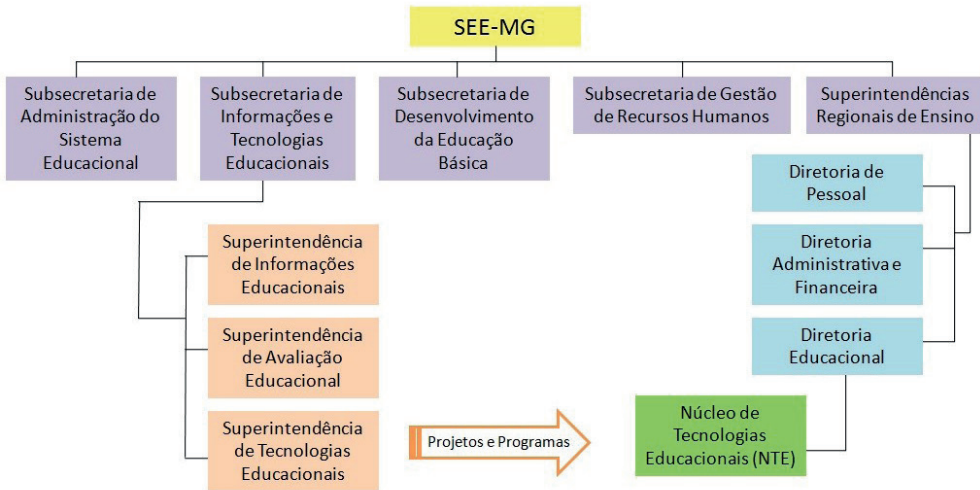 SEE-MG
Subsecretaria de
Administração do
Sistema
Educacional
Subsecretaria de
Informações e
Tecnologias
Educacionais
Subsecretaria de
Desenvolvimento
da Educação
Básica
Subsecretaria de Gestão
de Recursos Humanos
Superintendências
Regionais de Ensino
Superintendência
de Informações
Educacionais
Superintendência
de Avaliação
Educacional
Superintendência
de Tecnologias
Educacionais
Projetos e Programas
Diretoria de
Pessoal
Diretoria
Administrativa e
Financeira
Diretoria
Educacional
Núcleo de
Tecnologias
Educacionais (NTE)